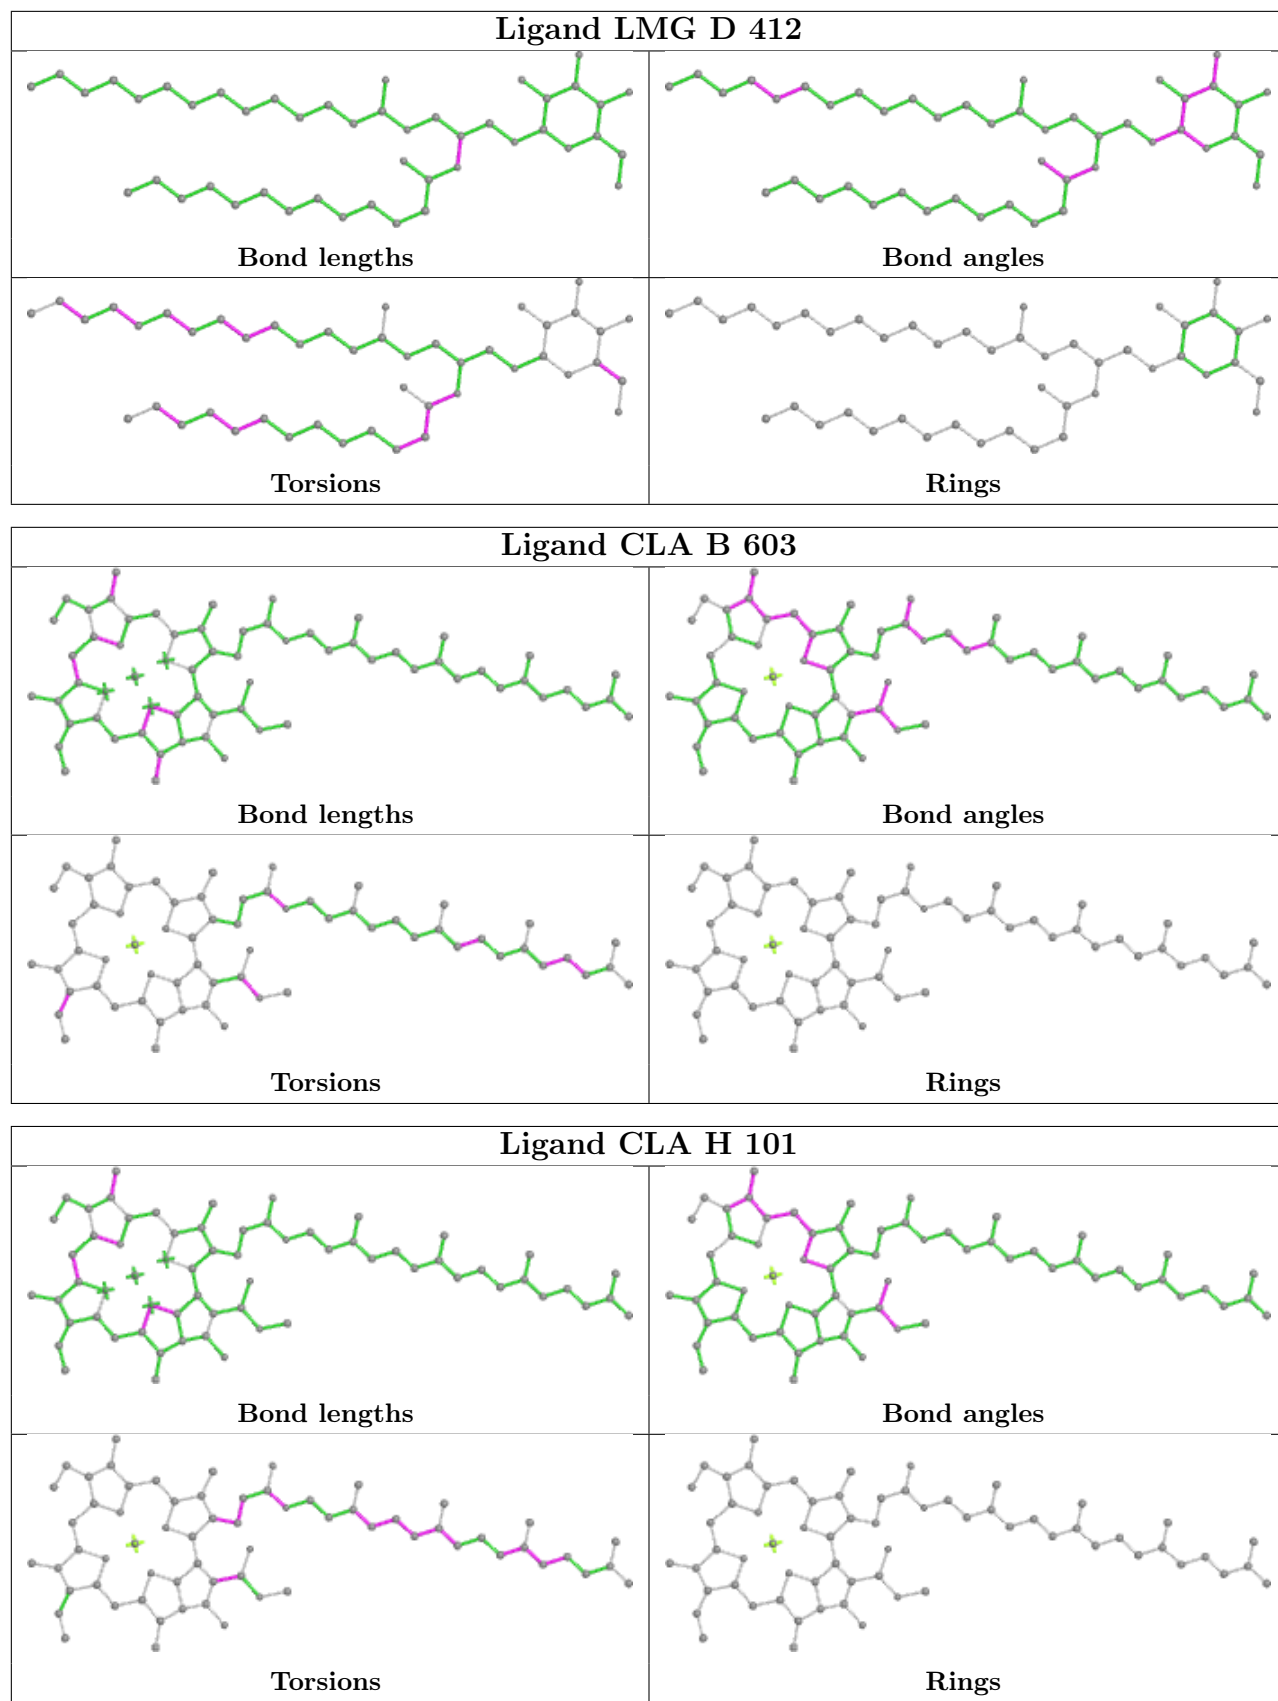 Ligand LMG D 412
Bond lengths
Bond angles
Torsions
Rings
Ligand CLA B 603
Bond lengths
Bond angles
Torsions
Rings
Ligand CLA H 101
Bond lengths
Bond angles
Torsions
Rings